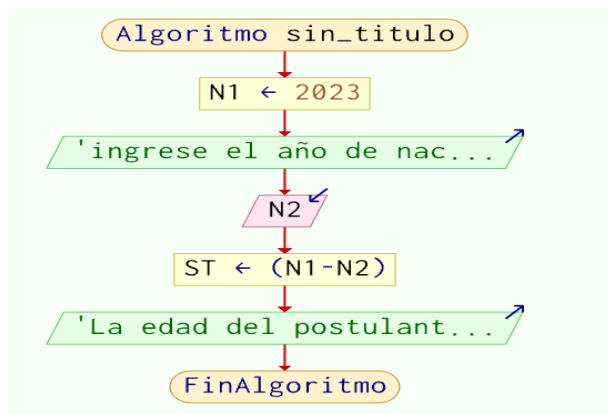 Algoritmo sin_titulo
N1 ← 2023
'ingrese el año de nac...
N2
ST ← (N1-N2)
'La edad del postulant...
FinAlgoritmo